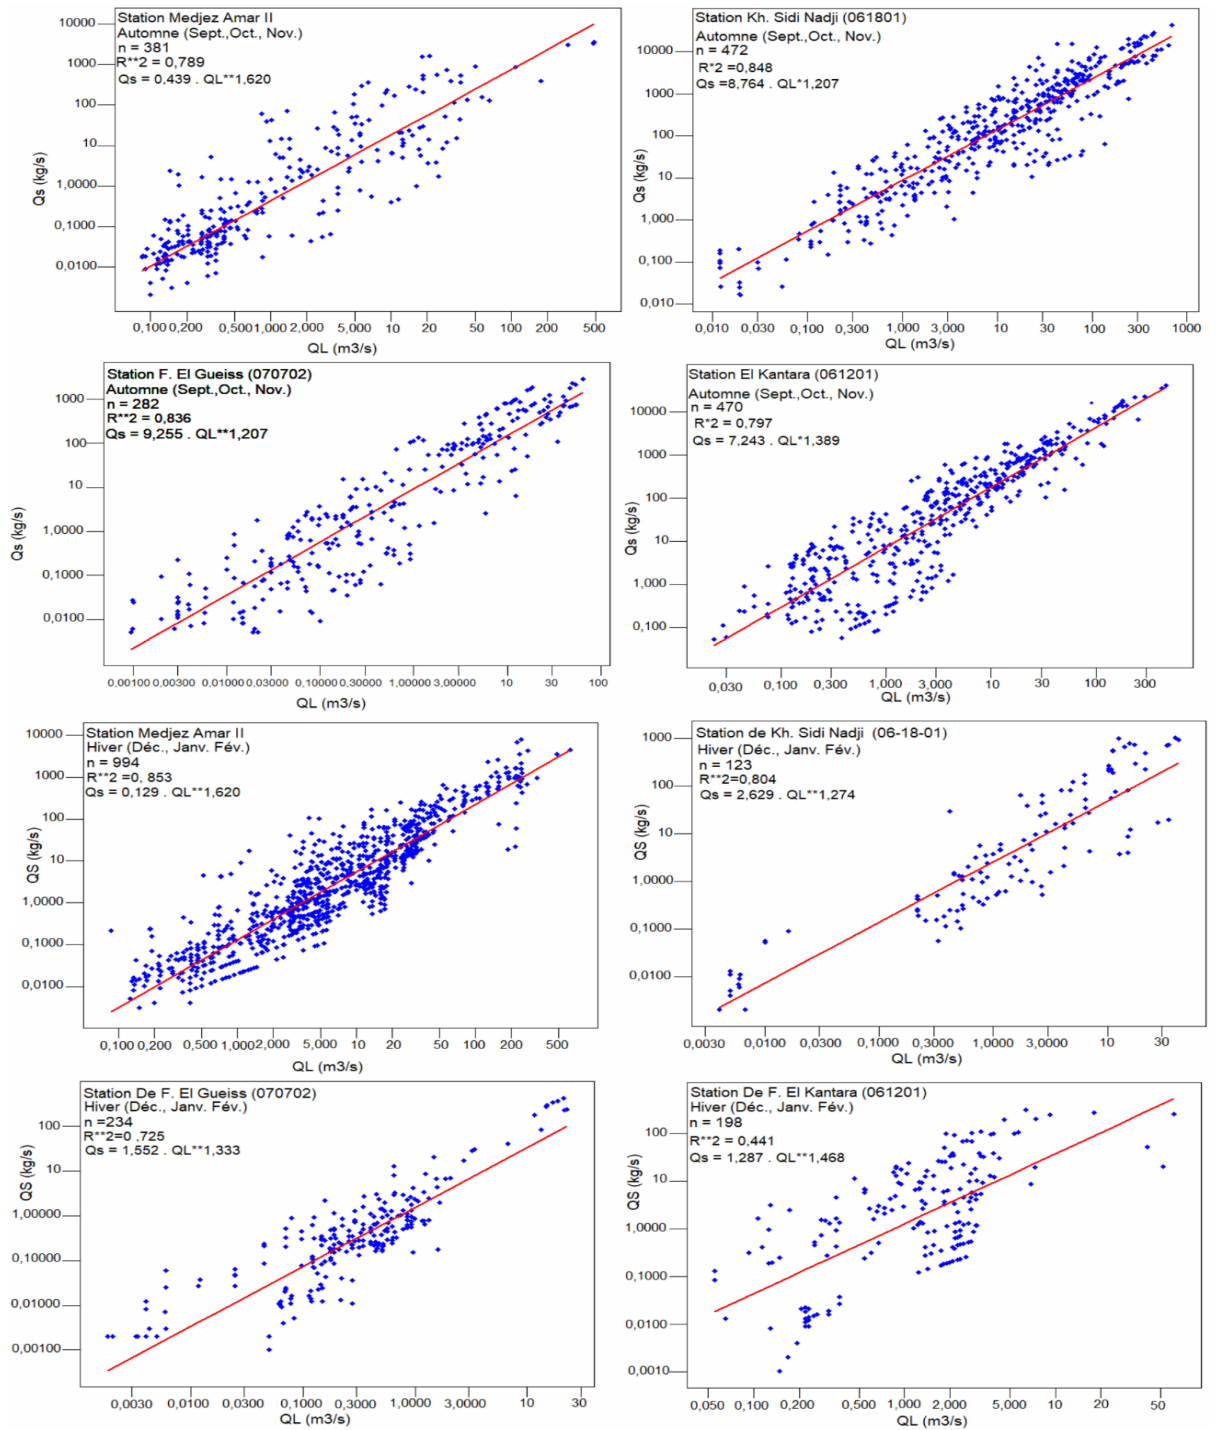 Station Medjez Amar II
Automne (Sept.,Oct., Nov.)
n = 381
R**2 = 0,789
Qs = 0,439 . QL**1,620
10000
1000
100
10
1,0000
0,1000
0,0100
Qs (kg/s)
0,100 0,200 0,500 1,000 2,000 5,000 10 20 50 100 200 500
QL (m3/s)
Station Kh. Sidi Nadji (061801)
Automne (Sept.,Oct., Nov.)
n = 472
R*2 =0,848
Qs =8,764 . QL*1,207
10000
1000
100
10
1,000
0,100
0,010
Qs (kg/s)
0,010 0,030 0,100 0,300 1,000 3,000 10 30 100 300 1000
QL (m3/s)
Station F. El Gueiss (070702)
Automne (Sept.,Oct., Nov.)
n = 282
R**2 = 0,836
Qs = 9,255 . QL**1,207
1000
100
10
1,0000
0,1000
0,0100
Qs (kg/s)
0,00100 0,00300 0,01000 0,03000 0,10000 0,30000 1,00000 3,00000 10 30 100
QL (m3/s)
Station El Kantara (061201)
Automne (Sept,Oct., Nov.)
n = 470
R*2 = 0,797
Qs = 7,243 . QL*1,389
10000
1000
100
10
1,000
0,100
Qs (kg/s)
0,030 0,100 0,300 1,000 3,000 10 30 100 300
QL (m3/s)
Station Medjez Amar II
Hiver (Déc., Janv. Fév.)
n = 994
R**2 =0, 853
Qs = 0,129 . QL**1,620
10000
1000
100
10
1,0000
0,1000
0,0100
QS (kg/s)
0,100 0,200 0,500 1,000 2,000 5,000 10 20 50 100 200 500
QL (m3/s)
Station de Kh. Sidi Nadji (06-18-01)
Hiver (Déc., Janv. Fév.)
n = 123
R**2=0,804
Qs = 2,629 . QL**1,274
1000
100
10
1,0000
0,1000
0,0100
QS (kg/s)
0,0030 0,0100 0,0300 0,1000 0,3000 1,0000 3,0000 10 30
QL (m3/s)
Station De F. El Gueiss (070702)
Hiver (Déc., Janv. Fév.)
n =234
R**2=0 ,725
Qs = 1,552 . QL**1,333
100
10
1,00000
0,10000
0,01000
0,00100
QS (kg/s)
0,0030 0,0100 0,0300 0,1000 0,3000 1,0000 3,0000 10 30
QL (m3/s)
Station De F. El Kantara (061201)
Hiver (Déc., Janv. Fév.)
n = 198
R**2 = 0,441
Qs = 1,287 . QL**1,468
100
10
1,0000
0,1000
0,0100
0,0010
QS (kg/s)
0,050 0,100 0,200 0,500 1,000 2,000 5,000 10 20 50
QL (m3/s)